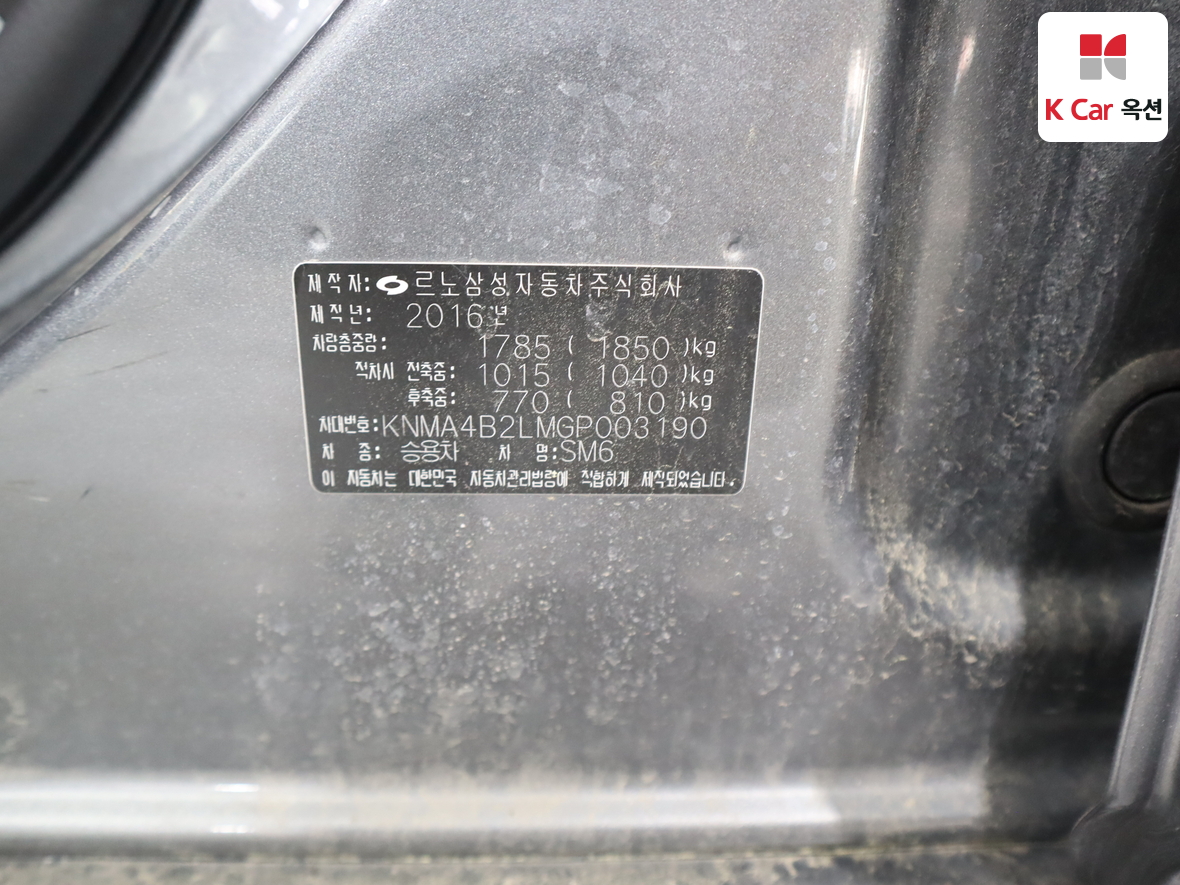 K Car 옥션
제 작 자: 르노삼성자동차주식회사
제 작 년: 2016년
차량총중량: 1785 ( 1850 )kg
적차시 전축중: 1015 ( 1040 )kg
후축중: 770 ( 810 )kg
차대번호:KNMA4B2LMGP003190
차 종: 승용차 차 명:SM6
이 자동차는 대한민국 자동차관리법령에 적합하게 제작되었습니다.